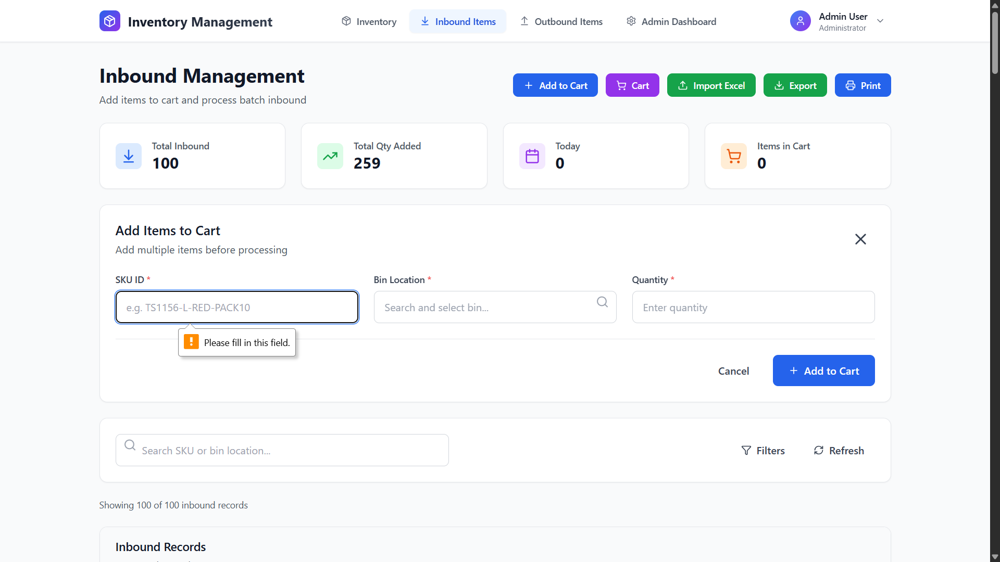 Inventory Management
Inventory
Inbound Items
Outbound Items
Admin Dashboard
Admin User
Administrator
Inbound Management
Add items to cart and process batch inbound
Add to Cart
Cart
Import Excel
Export
Print
Total Inbound
100
Total Qty Added
259
Today
0
Items in Cart
0
Add Items to Cart
Add multiple items before processing
SKU ID *
Bin Location *
Quantity *
e.g. TS1156-L-RED-PACK10
Search and select bin...
Enter quantity
Please fill in this field.
Cancel
Add to Cart
Search SKU or bin location...
Filters
Refresh
Showing 100 of 100 inbound records
Inbound Records